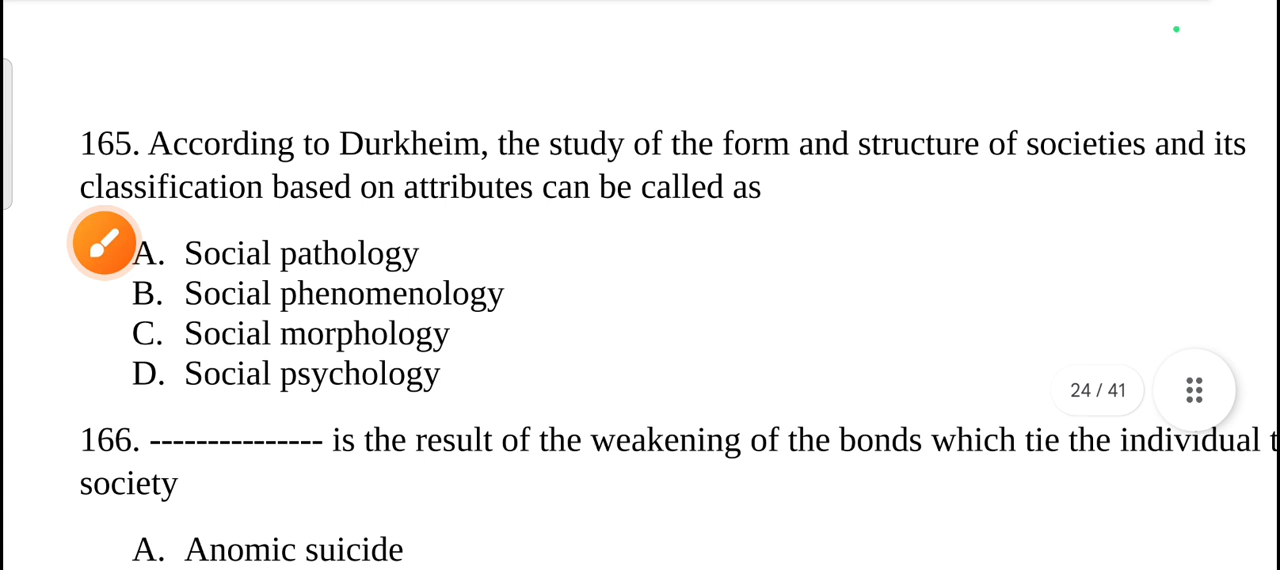 165. According to Durkheim, the study of the form and structure of societies and its
classification based on attributes can be called as
A. Social pathology
B. Social phenomenology
C. Social morphology
D. Social psychology
24 / 41
166. --------------- is the result of the weakening of the bonds which tie the individual t
society
A. Anomic suicide